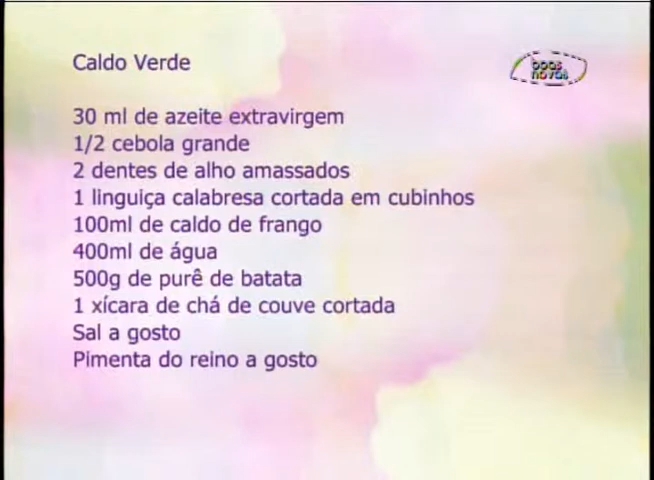 Caldo Verde
boas
novas
30 ml de azeite extravirgem
1/2 cebola grande
2 dentes de alho amassados
1 linguiça calabresa cortada em cubinhos
100ml de caldo de frango
400ml de água
500g de purê de batata
1 xícara de chá de couve cortada
Sal a gosto
Pimenta do reino a gosto